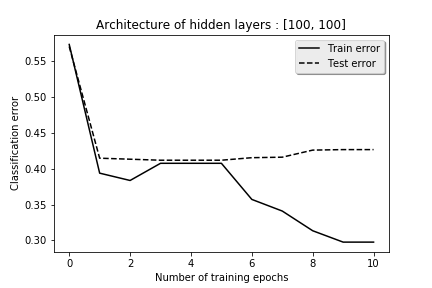 Architecture of hidden layers : [100, 100]
Train error
Test error
0.55
0.50
0.45
0.40
0.35
0.30
Classification error
0 2 4 6 8 10
Number of training epochs